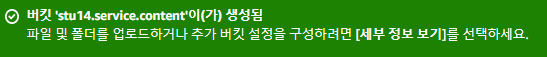 버킷 'stu14.service.content'이(가) 생성됨
파일 및 폴더를 업로드하거나 추가 버킷 설정을 구성하려면 [세부 정보 보기]를 선택하세요.